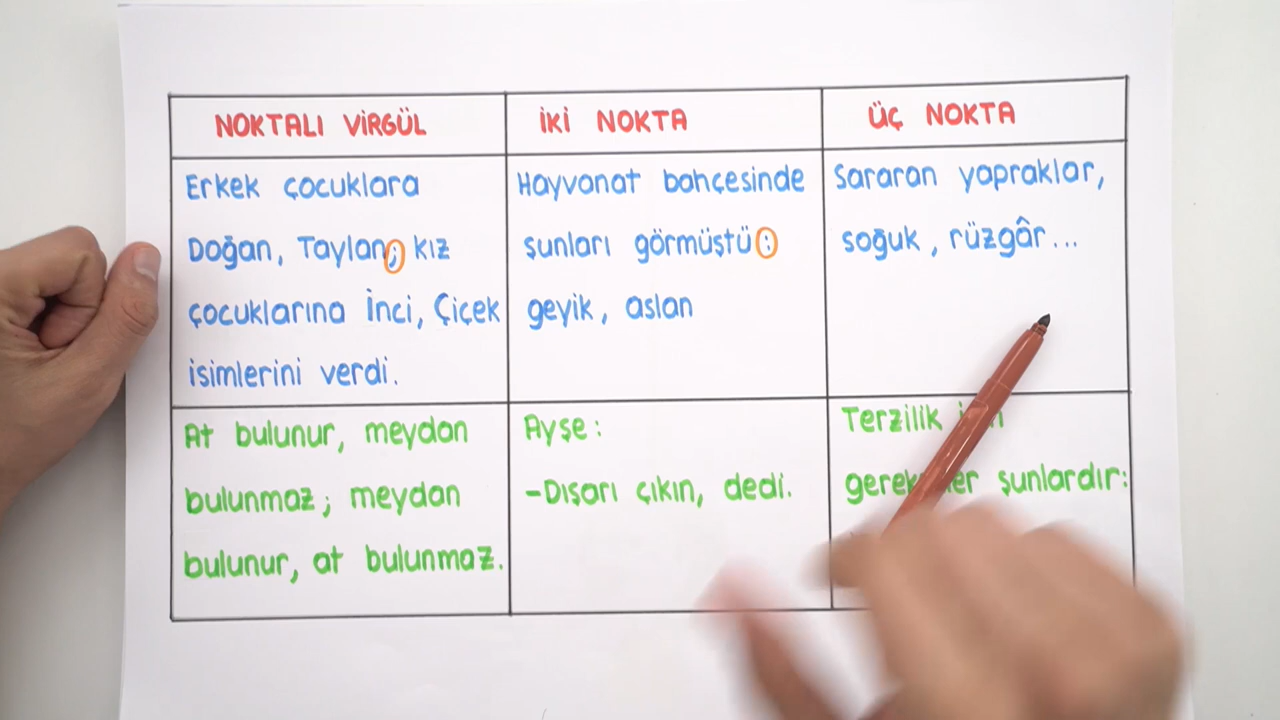 NOKTALI VİRGÜL
Erkek çocuklara
Doğan, Taylan; kız
çocuklarına İnci, Çiçek
isimlerini verdi.
At bulunur, meydan
bulunmaz; meydan
bulunur, at bulunmaz.
İKİ NOKTA
Hayvanat bahçesinde
şunları görmüştü:
geyik, aslan
Ayşe:
-Dışarı çıkın, dedi.
ÜÇ NOKTA
Sararan yapraklar,
soğuk, rüzgâr...
Terzilik
şunlardır: